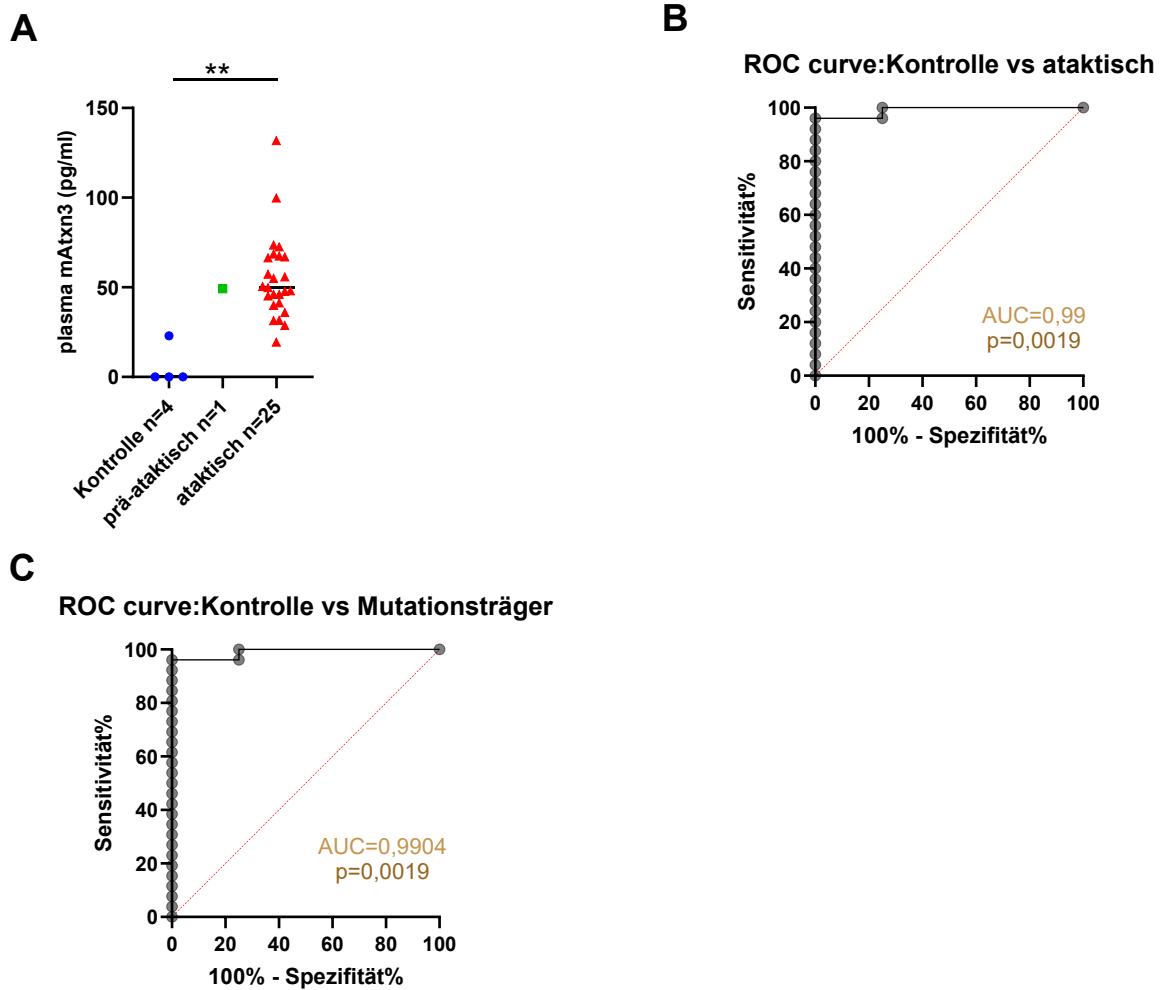 A
**
plasma mAtxn3 (pg/ml)
150
100
50
0
Kontrolle n=4
prä-ataktisch n=1
ataktisch n=25
B
ROC curve:Kontrolle vs ataktisch
Sensitivität%
100
80
60
40
20
0
AUC=0,99
p=0,0019
0 20 40 60 80 100
100% - Spezifität%
C
ROC curve:Kontrolle vs Mutationsträger
Sensitivität%
100
80
60
40
20
0
AUC=0,9904
p=0,0019
0 20 40 60 80 100
100% - Spezifität%